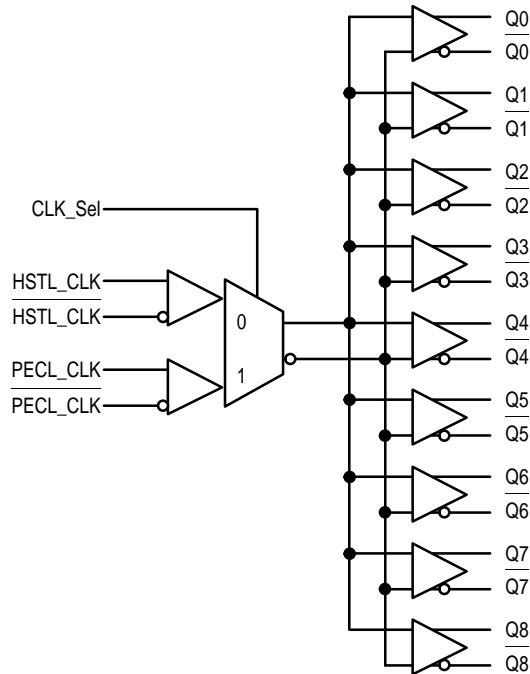 Q0
Q0
Q1
Q1
Q2
Q2
CLK_Sel
Q3
Q3
HSTL_CLK
HSTL_CLK
0
Q4
Q4
PECL_CLK
PECL_CLK
1
Q5
Q5
Q6
Q6
Q7
Q7
Q8
Q8